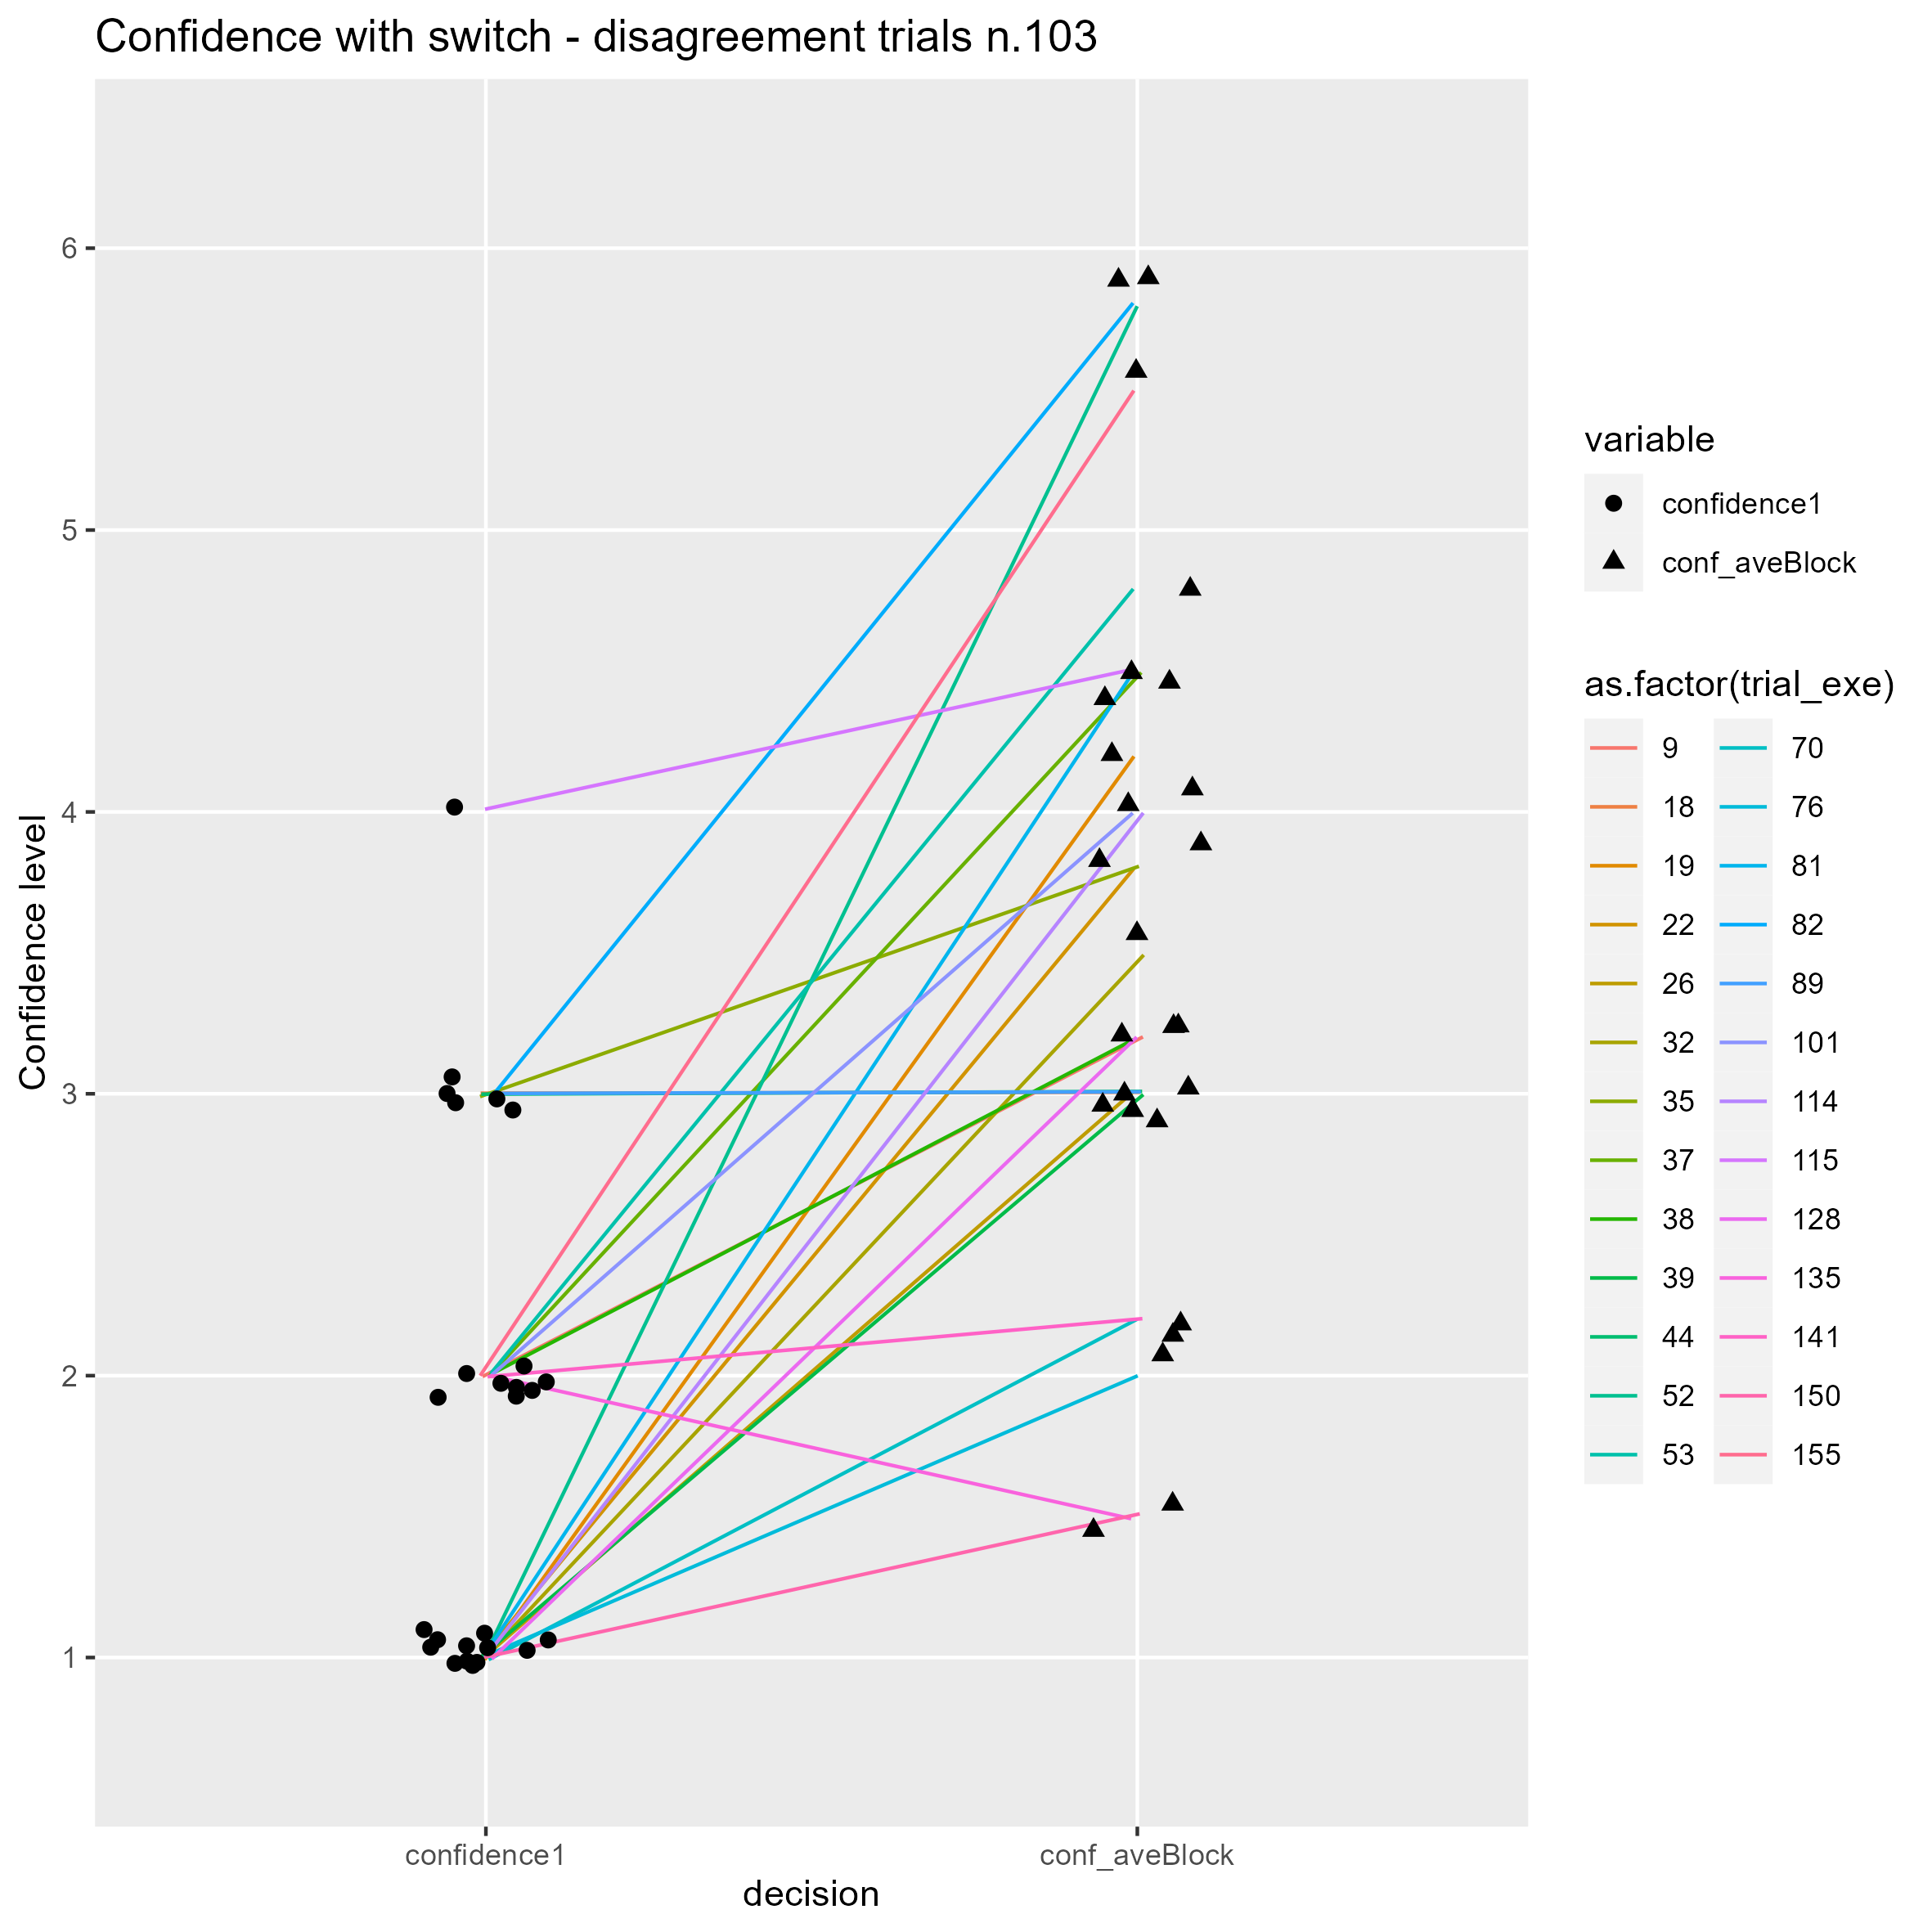 Confidence with switch - disagreement trials n.103
Confidence level
6
5
4
3
2
1
confidence1
conf_aveBlock
decision
variable
confidence1
conf_aveBlock
as.factor(trial_exe)
9 70
18 76
19 81
22 82
26 89
32 101
35 114
37 115
38 128
39 135
44 141
52 150
53 155